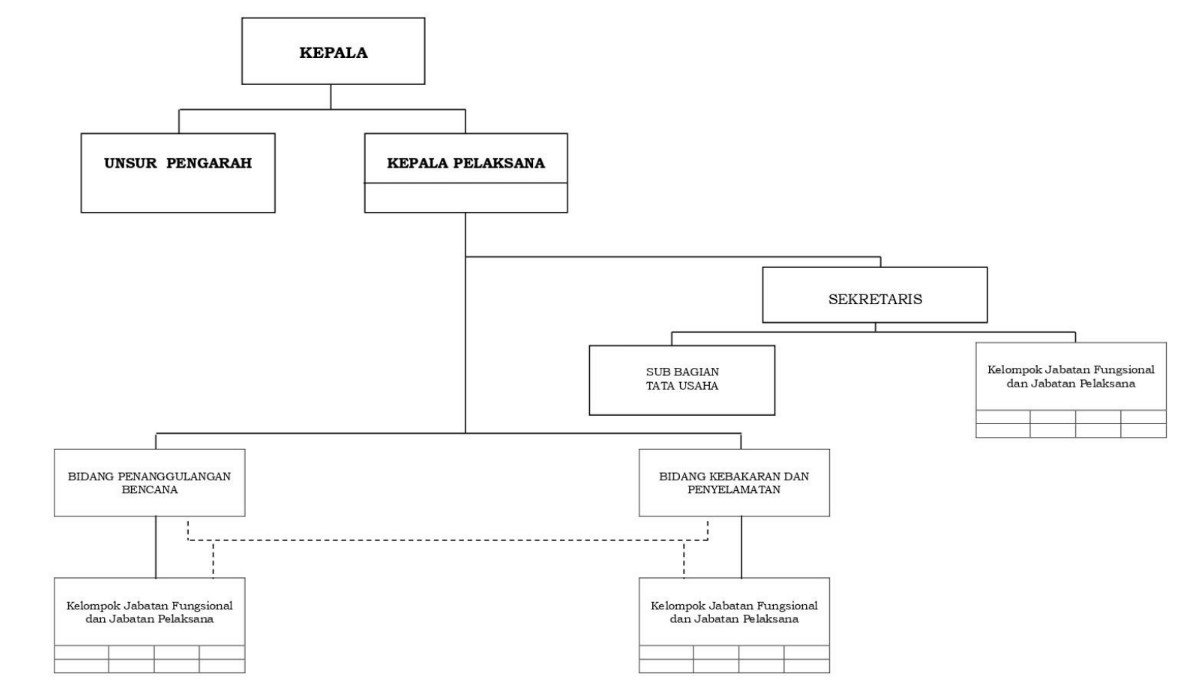 KEPALA
UNSUR PENGARAH
KEPALA PELAKSANA
SEKRETARIS
SUB BAGIAN
TATA USAHA
Kelompok Jabatan Fungsional
dan Jabatan Pelaksana
BIDANG PENANGGULANGAN
BENCANA
BIDANG KEBAKARAN DAN
PENYELAMATAN
Kelompok Jabatan Fungsional
dan Jabatan Pelaksana
Kelompok Jabatan Fungsional
dan Jabatan Pelaksana